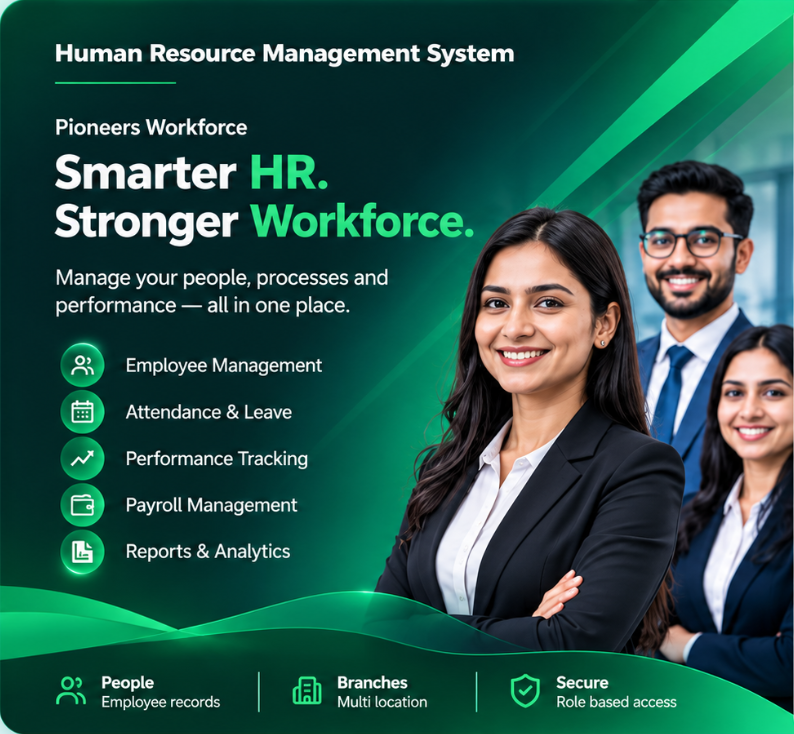 Human Resource Management System
Pioneers Workforce
Smarter HR.
Stronger Workforce.
Manage your people, processes and
performance — all in one place.
Employee Management
Attendance & Leave
Performance Tracking
Payroll Management
Reports & Analytics
People
Employee records
Branches
Multi location
Secure
Role based access